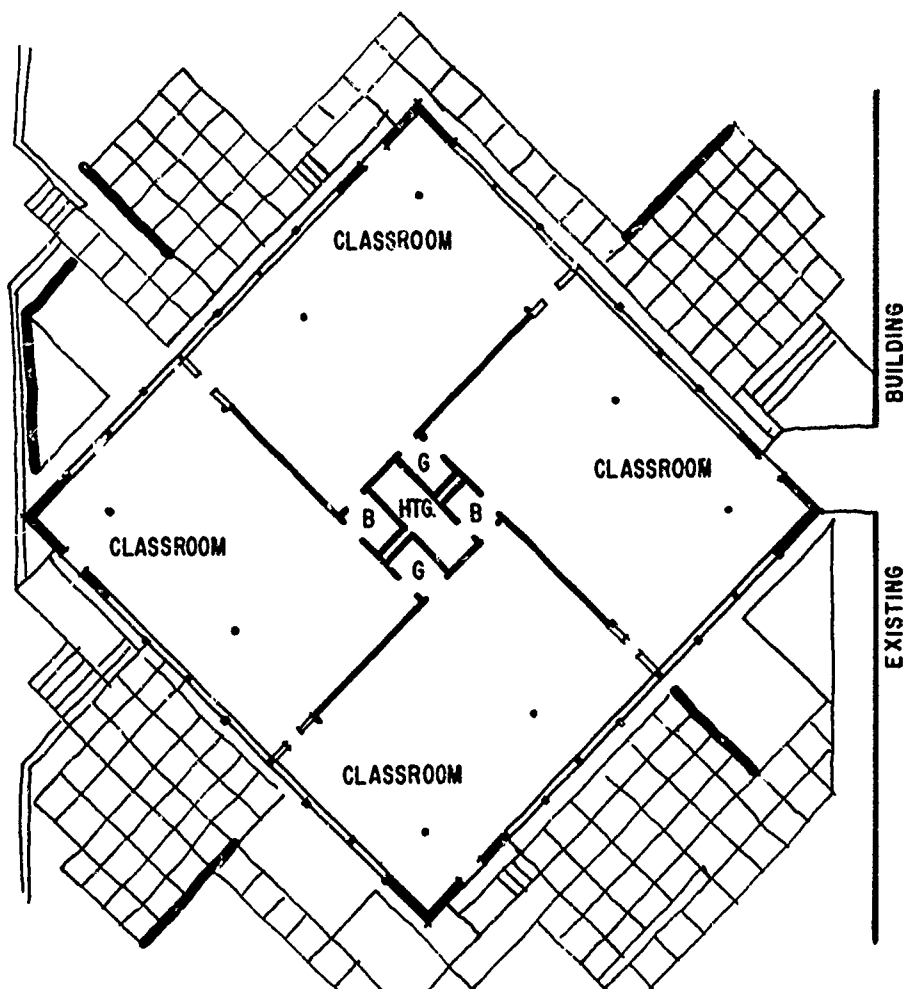 CLASSROOM
BUILDING
G
CLASSROOM
HTG.
B
B
CLASSROOM
G
EXISTING
CLASSROOM